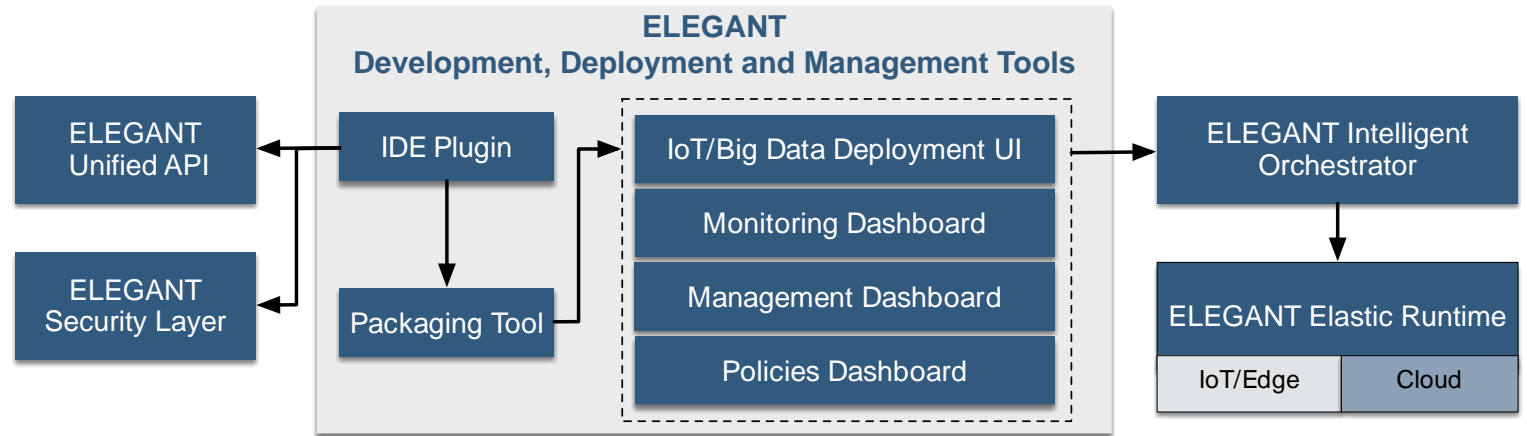 ELEGANT
Development, Deployment and Management Tools
ELEGANT
Unified API
ELEGANT
Security Layer
IDE Plugin
Packaging Tool
IoT/Big Data Deployment UI
Monitoring Dashboard
Management Dashboard
Policies Dashboard
ELEGANT Intelligent
Orchestrator
ELEGANT Elastic Runtime
IoT/Edge
Cloud